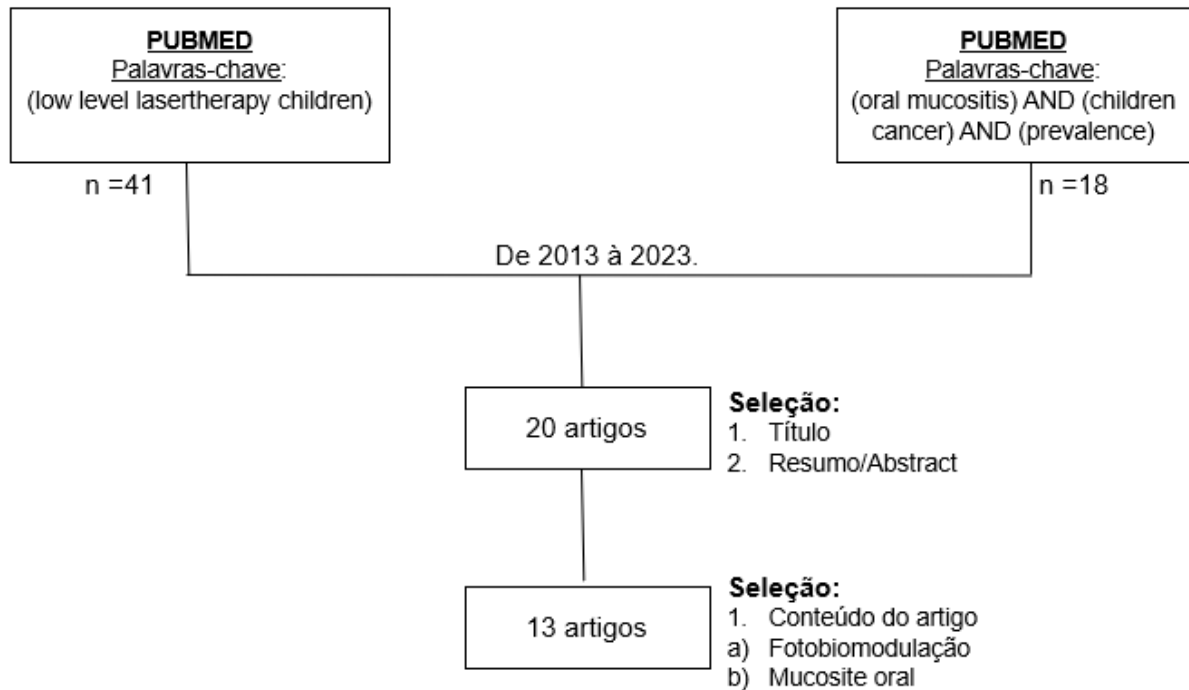 PUBMED
Palavras-chave:
(low level lasertherapy children)
n =41
PUBMED
Palavras-chave:
(oral mucositis) AND (children
cancer) AND (prevalence)
n =18
De 2013 à 2023.
20 artigos
Seleção:
1. Título
2. Resumo/Abstract
13 artigos
Seleção:
1. Conteúdo do artigo
a) Fotobiomodulação
b) Mucosite oral